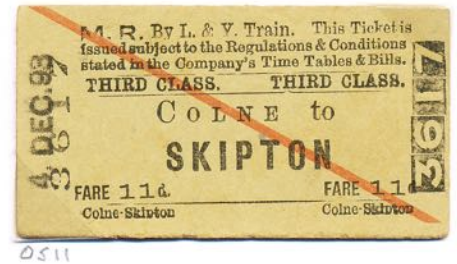 M. R. By L. & Y. Train. This Ticket is
issued subject to the Regulations & Conditions
stated in the Company's Time Tables & Bills.
THIRD CLASS. THIRD CLASS.
COLNE to
SKIPTON
FARE 11d. FARE 11d
Colne-Skipton Colne-Skipton
4 DEC. 93
3617
0511